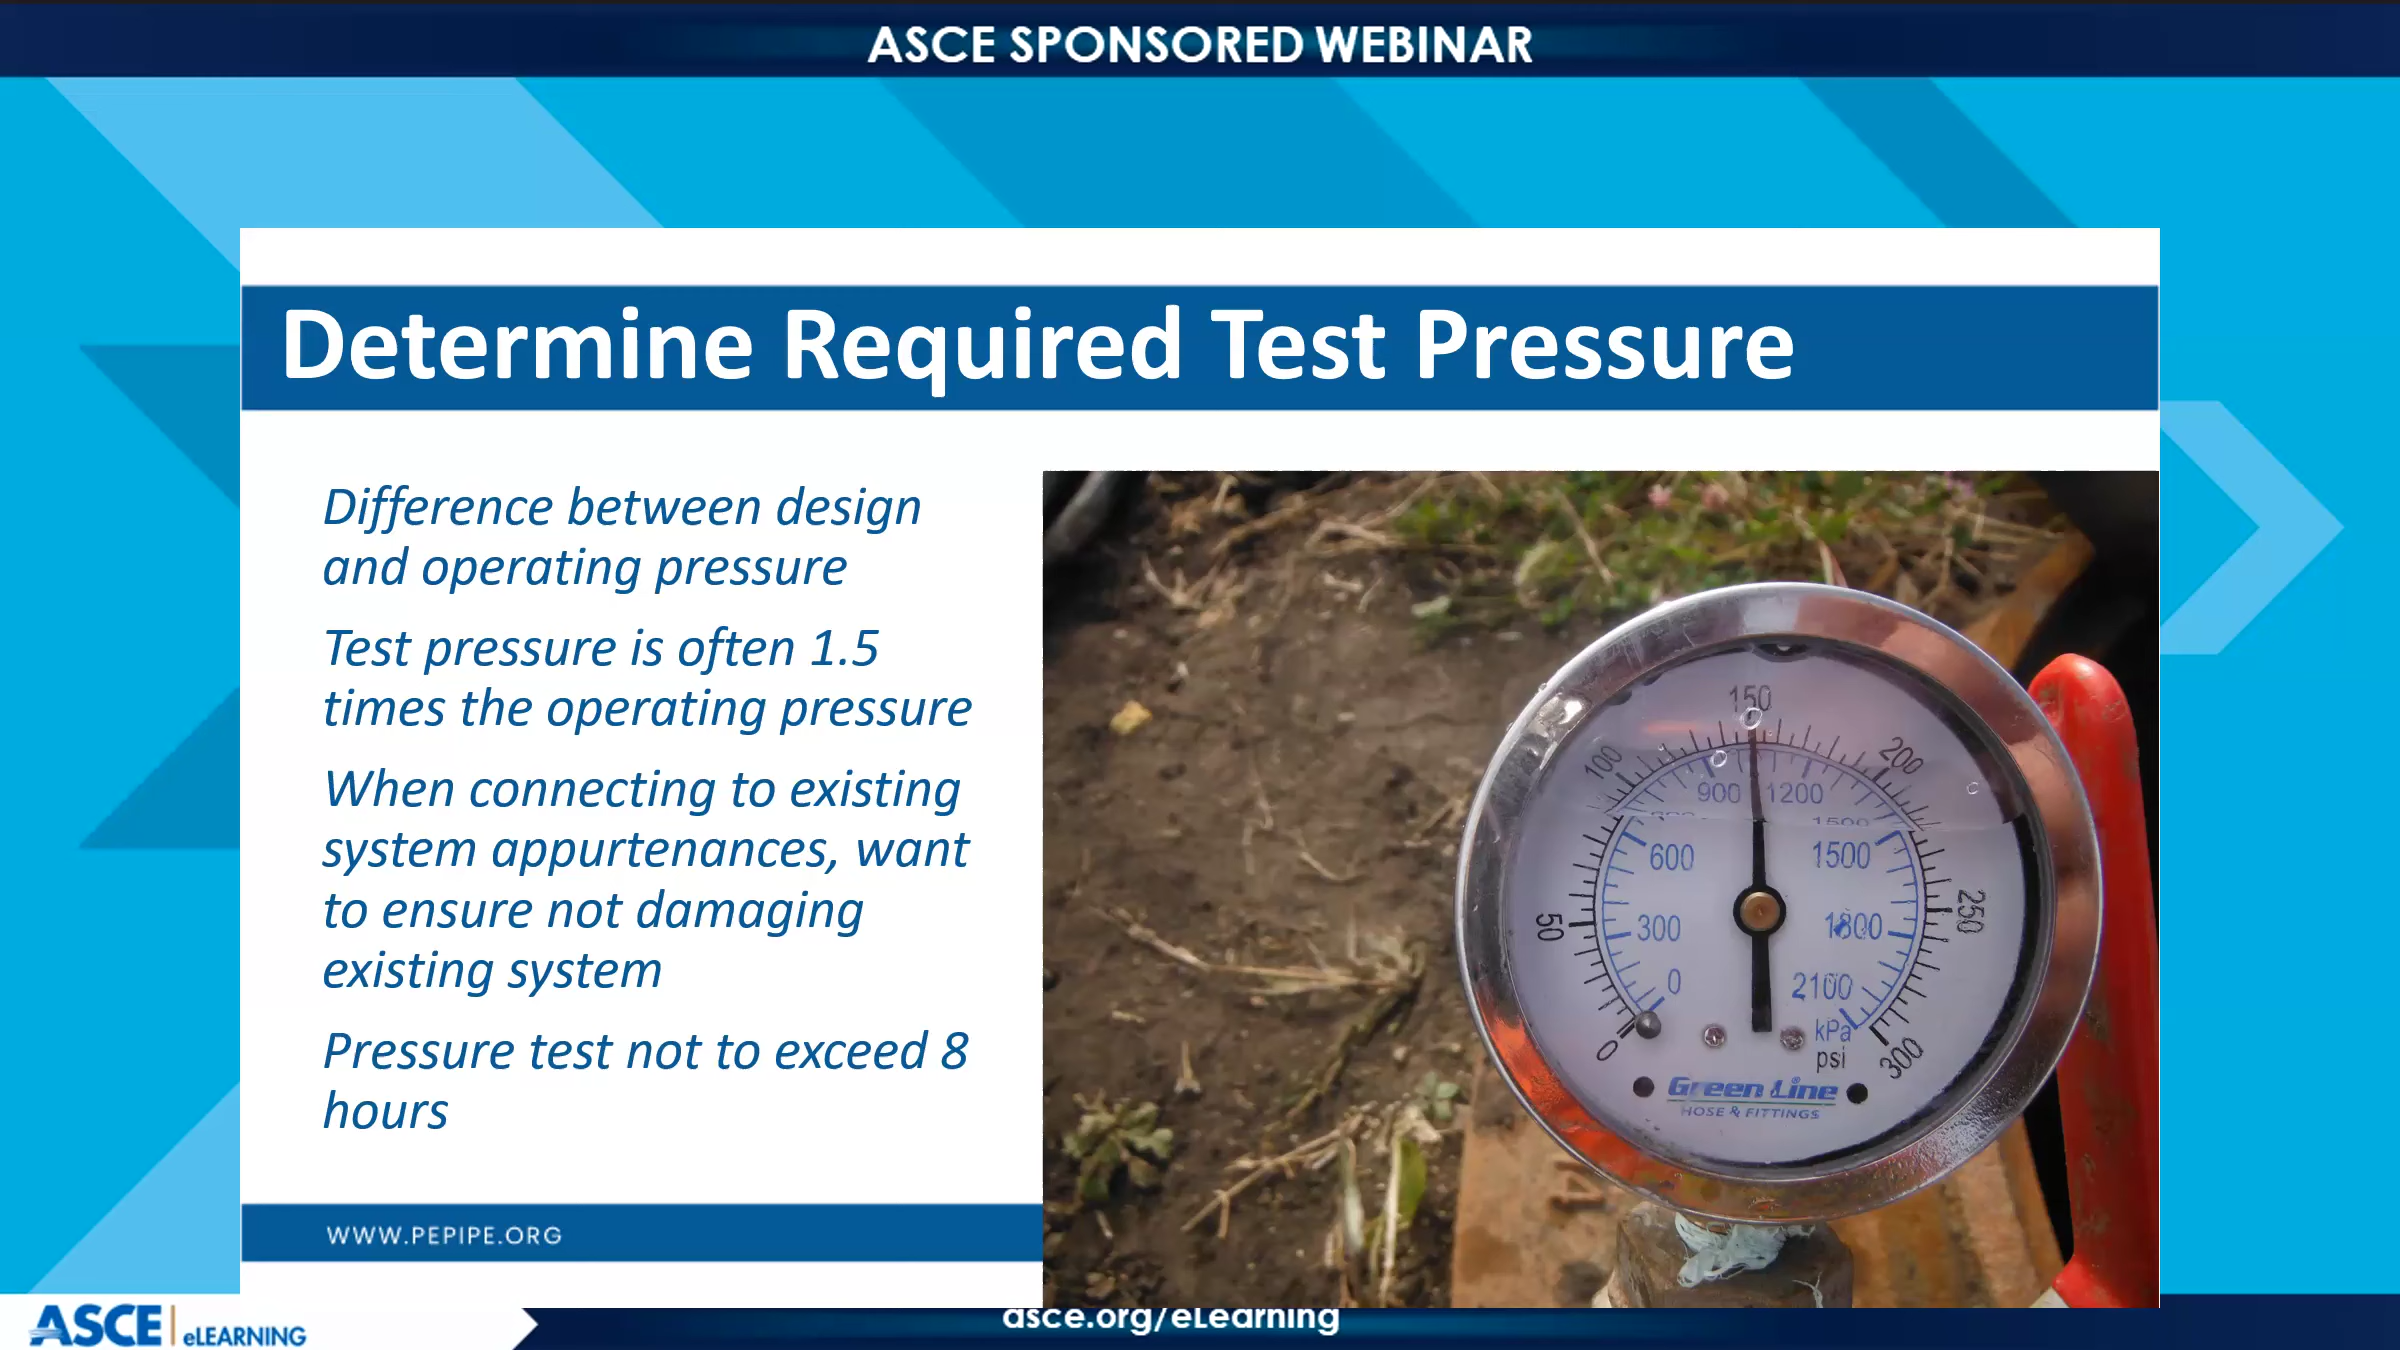 ASCE SPONSORED WEBINAR
Determine Required Test Pressure
Difference between design
and operating pressure
Test pressure is often 1.5
times the operating pressure
When connecting to existing
system appurtenances, want
to ensure not damaging
existing system
Pressure test not to exceed 8
hours
150
100
200
900
1200
1500
600
1500
50
300
1800
250
0
2100
kPa
psi
0
300
Green Line
HOSE & FITTINGS
WWW.PEPIPE.ORG
ASCE eLEARNING
asce.org/eLearning